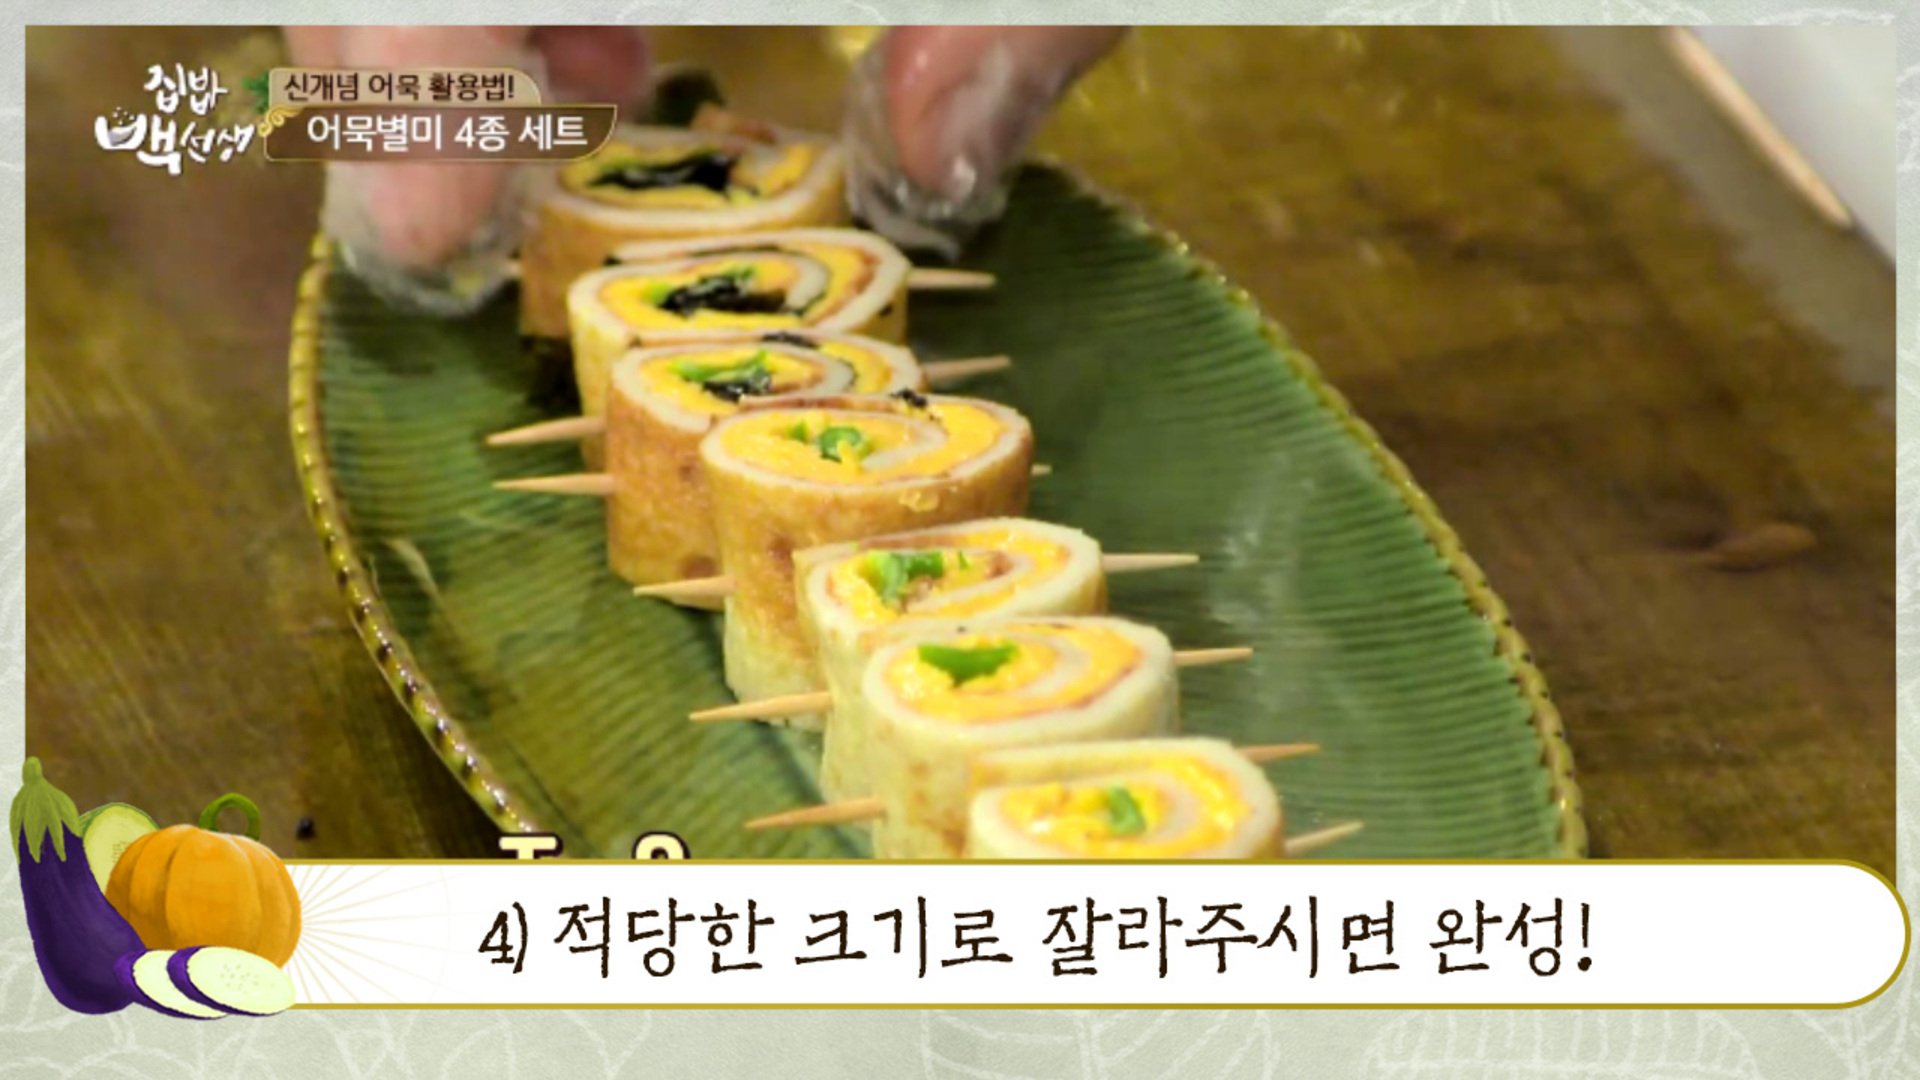 집밥
백선생
신개념 어묵 활용법!
어묵별미 4종 세트
4) 적당한 크기로 잘라주시면 완성!